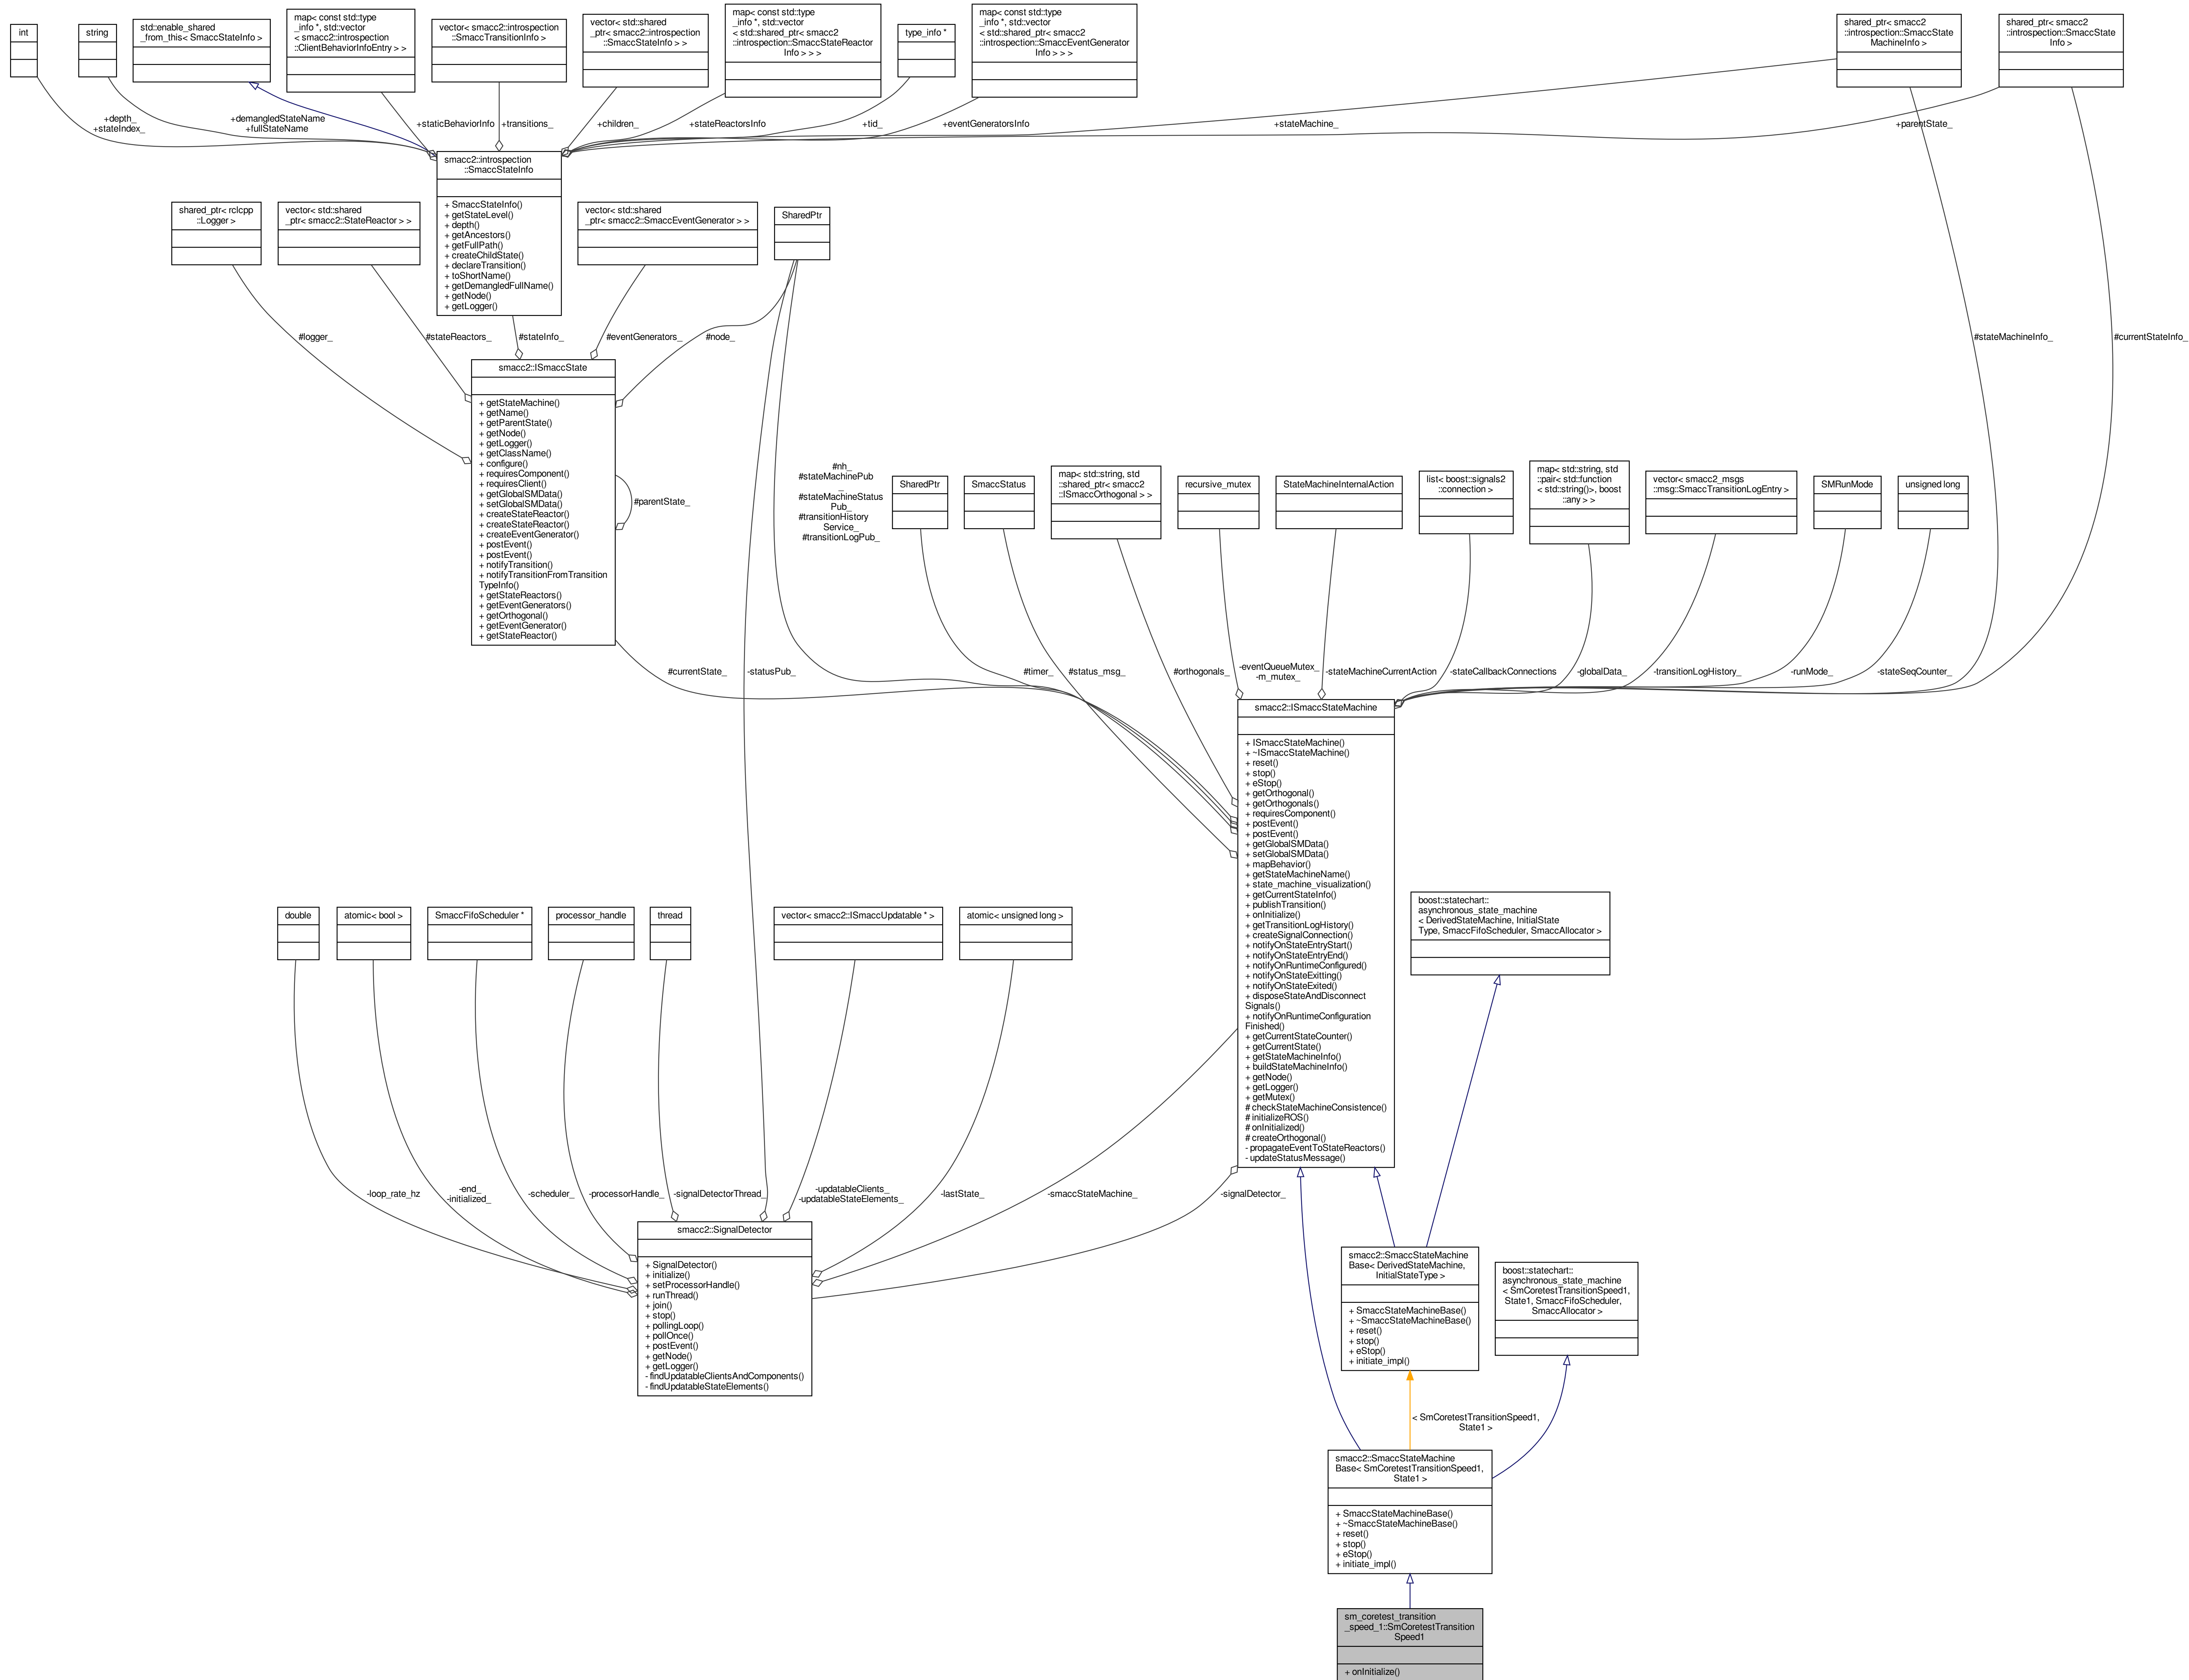 int
string
std::enable_shared
_from_this< SmaccStateInfo >
map< const std::type
_info *, std::vector
< smacc2::introspection
::ClientBehaviorInfoEntry > >
vector< smacc2::introspection
::SmaccTransitionInfo >
vector< std::shared
_ptr< smacc2::introspection
::SmaccStateInfo > >
map< const std::type
_info *, std::vector
< std::shared_ptr< smacc2
::introspection::SmaccStateReactor
Info > > >
type_info *
map< const std::type
_info *, std::vector
< std::shared_ptr< smacc2
::introspection::SmaccEventGenerator
Info > > >
shared_ptr< smacc2
::introspection::SmaccState
MachineInfo >
shared_ptr< smacc2
::introspection::SmaccState
Info >
+depth_
+stateIndex_
+demangledStateName
+fullStateName
+staticBehaviorInfo
+transitions_
+children_
+stateReactorsInfo
+tid_
+eventGeneratorsInfo
+stateMachine_
+parentState_
smacc2::introspection
::SmaccStateInfo
+ SmaccStateInfo()
+ getStateLevel()
+ depth()
+ getAncestors()
+ getFullPath()
+ createChildState()
+ declareTransition()
+ toShortName()
+ getDemangledFullName()
+ getNode()
+ getLogger()
shared_ptr< rclcpp
::Logger >
vector< std::shared
_ptr< smacc2::StateReactor > >
vector< std::shared
_ptr< smacc2::SmaccEventGenerator > >
SharedPtr
#logger_
#stateReactors_
#stateInfo_
#eventGenerators_
#node_
#stateMachineInfo_
#currentStateInfo_
smacc2::ISmaccState
+ getStateMachine()
+ getName()
+ getParentState()
+ getNode()
+ getLogger()
+ getClassName()
+ configure()
+ requiresComponent()
+ requiresClient()
+ getGlobalSMData()
+ setGlobalSMData()
+ createStateReactor()
+ createStateReactor()
+ createEventGenerator()
+ postEvent()
+ postEvent()
+ notifyTransition()
+ notifyTransitionFromTransition
TypeInfo()
+ getStateReactors()
+ getEventGenerators()
+ getOrthogonal()
+ getEventGenerator()
+ getStateReactor()
#parentState_
#nh_
#stateMachinePub
_
#stateMachineStatus
Pub_
#transitionHistory
Service_
#transitionLogPub_
SharedPtr
SmaccStatus
map< std::string, std
::shared_ptr< smacc2
::ISmaccOrthogonal > >
recursive_mutex
StateMachineInternalAction
list< boost::signals2
::connection >
map< std::string, std
::pair< std::function
< std::string()>, boost
::any > >
vector< smacc2_msgs
::msg::SmaccTransitionLogEntry >
SMRunMode
unsigned long
#currentState_
-statusPub_
#timer_
#status_msg_
#orthogonals_
-eventQueueMutex_
-m_mutex_
-stateMachineCurrentAction
-stateCallbackConnections
-globalData_
-transitionLogHistory_
-runMode_
-stateSeqCounter_
smacc2::ISmaccStateMachine
+ ISmaccStateMachine()
+ ~ISmaccStateMachine()
+ reset()
+ stop()
+ eStop()
+ getOrthogonal()
+ getOrthogonals()
+ requiresComponent()
+ postEvent()
+ postEvent()
+ getGlobalSMData()
+ setGlobalSMData()
+ mapBehavior()
+ getStateMachineName()
+ state_machine_visualization()
+ getCurrentStateInfo()
+ publishTransition()
+ onInitialize()
+ getTransitionLogHistory()
+ createSignalConnection()
+ notifyOnStateEntryStart()
+ notifyOnStateEntryEnd()
+ notifyOnRuntimeConfigured()
+ notifyOnStateExitting()
+ notifyOnStateExited()
+ disposeStateAndDisconnect
Signals()
+ notifyOnRuntimeConfiguration
Finished()
+ getCurrentStateCounter()
+ getCurrentState()
+ getStateMachineInfo()
+ buildStateMachineInfo()
+ getNode()
+ getLogger()
+ getMutex()
# checkStateMachineConsistence()
# initializeROS()
# onInitialized()
# createOrthogonal()
- propagateEventToStateReactors()
- updateStatusMessage()
boost::statechart::
asynchronous_state_machine
< DerivedStateMachine, InitialState
Type, SmaccFifoScheduler, SmaccAllocator >
double
atomic< bool >
SmaccFifoScheduler *
processor_handle
thread
vector< smacc2::ISmaccUpdatable * >
atomic< unsigned long >
-loop_rate_hz
-end_
-initialized_
-scheduler_
-processorHandle_
-signalDetectorThread_
-updatableClients_
-updatableStateElements_
-lastState_
-smaccStateMachine_
-signalDetector_
smacc2::SignalDetector
+ SignalDetector()
+ initialize()
+ setProcessorHandle()
+ runThread()
+ join()
+ stop()
+ pollingLoop()
+ pollOnce()
+ postEvent()
+ getNode()
+ getLogger()
- findUpdatableClientsAndComponents()
- findUpdatableStateElements()
smacc2::SmaccStateMachine
Base< DerivedStateMachine,
InitialStateType >
+ SmaccStateMachineBase()
+ ~SmaccStateMachineBase()
+ reset()
+ stop()
+ eStop()
+ initiate_impl()
boost::statechart::
asynchronous_state_machine
< SmCoretestTransitionSpeed1,
State1, SmaccFifoScheduler,
SmaccAllocator >
< SmCoretestTransitionSpeed1,
State1 >
smacc2::SmaccStateMachine
Base< SmCoretestTransitionSpeed1,
State1 >
+ SmaccStateMachineBase()
+ ~SmaccStateMachineBase()
+ reset()
+ stop()
+ eStop()
+ initiate_impl()
sm_coretest_transition
_speed_1::SmCoretestTransition
Speed1
+ onInitialize()